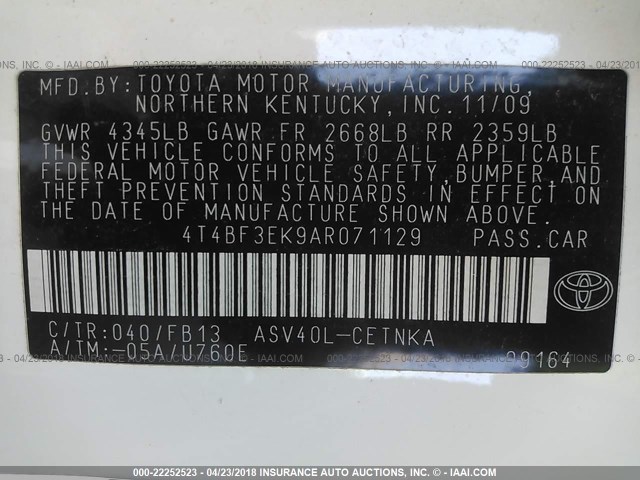 MFD.BY:TOYOTA MOTOR MANUFACTURING,
NORTHERN KENTUCKY,INC.11/09
GVWR 4345LB GAWR FR 2668LB RR 2359LB
THIS VEHICLE CONFORMS TO ALL APPLICABLE
FEDERAL MOTOR VEHICLE SAFETY,BUMPER,AND
THEFT PREVENTION STANDARDS IN EFFECT ON
THE DATE OF MANUFACTURE SHOWN ABOVE.
4T4BF3EK9AR071129 PASS.CAR
C/TR:040/FB13 ASV40L-CETNKA
A/TM:-05A/U760E 99164
000-22252523 - 04/23/2018 INSURANCE AUTO AUCTIONS - IAAI.COM